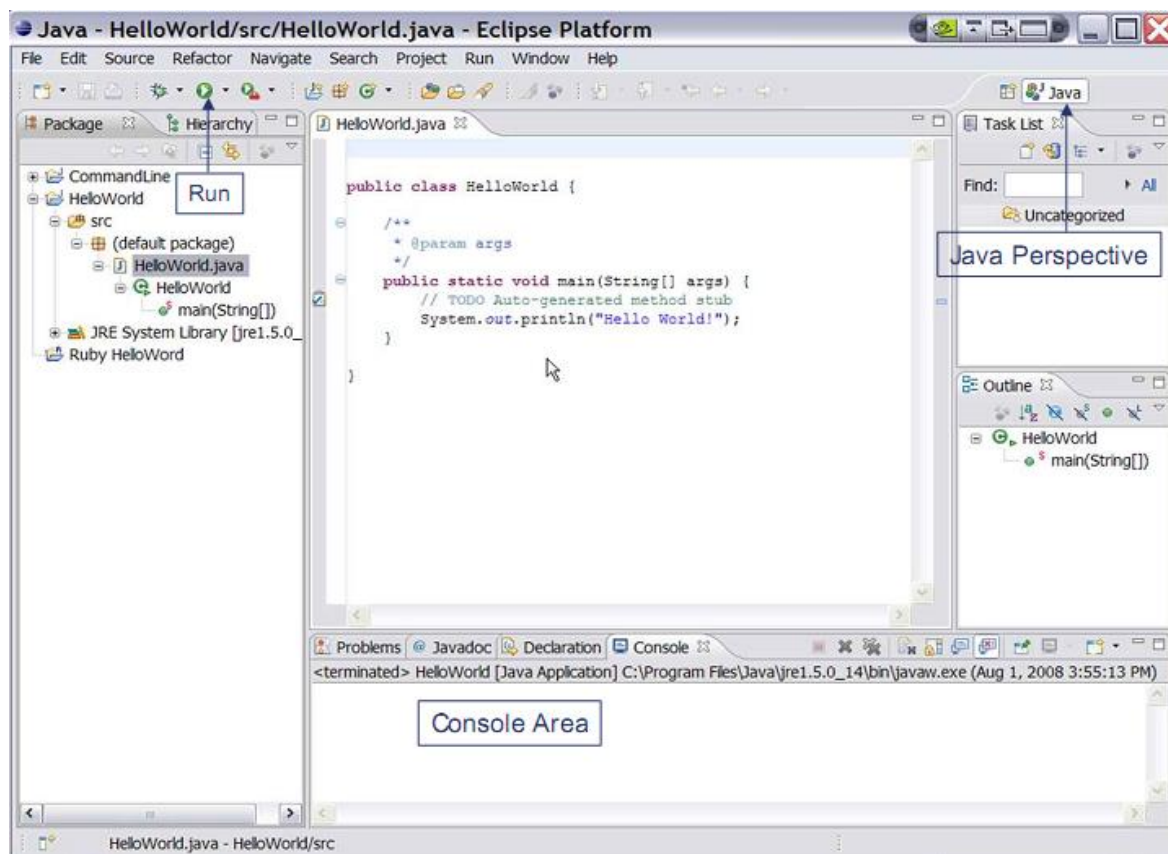 Java - HelloWorld/src/HelloWorld.java - Eclipse Platform
File Edit Source Refactor Navigate Search Project Run Window Help
Java
Package Hierarchy
HelloWorld.java
Task List
CommandLine
Run
HelloWorld
src
(default package)
HelloWorld.java
HelloWorld
main(String[])
JRE System Library [jre1.5.0_
Ruby HelloWord
public class HelloWorld {
/**
* @param args
*/
public static void main(String[] args) {
// TODO Auto-generated method stub
System.out.println("Hello World!");
}
}
Find: All
Uncategorized
Java Perspective
Outline
HelloWorld
main(String[])
Problems Javadoc Declaration Console
<terminated> HelloWorld [Java Application] C:\Program Files\Java\jre1.5.0_14\bin\javaw.exe (Aug 1, 2008 3:55:13 PM)
Console Area
HelloWorld.java - HelloWorld/src